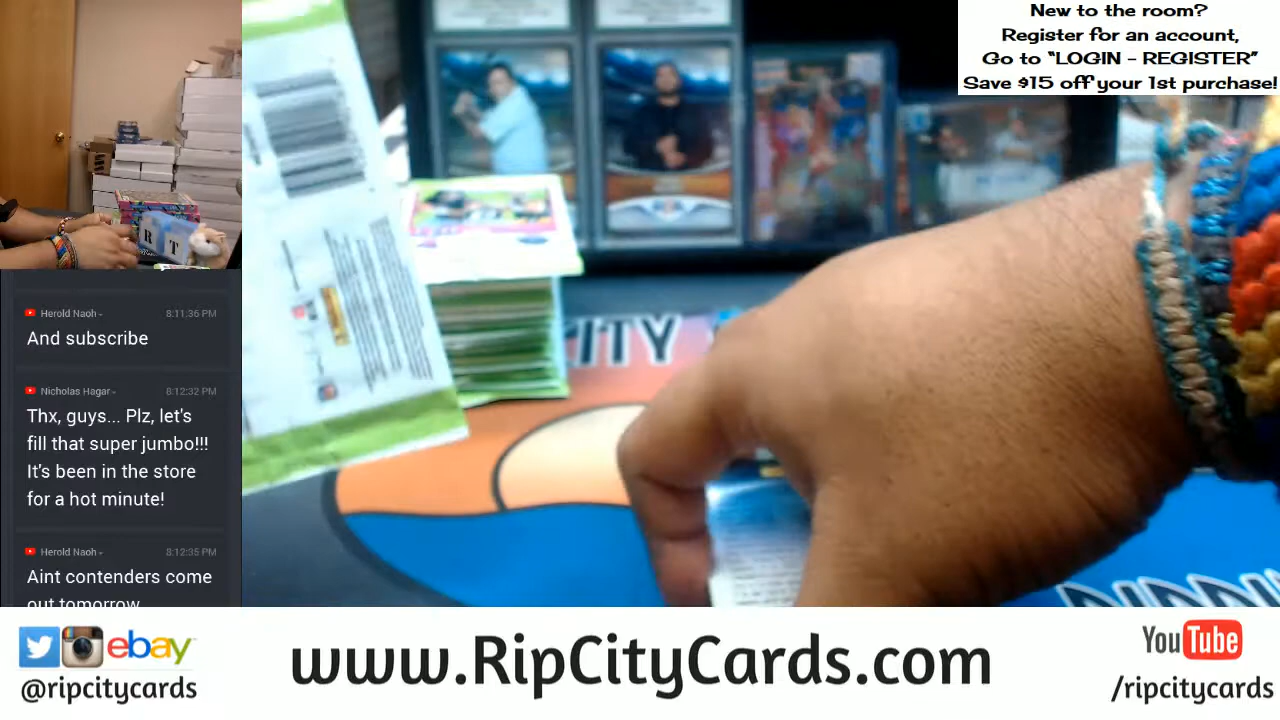 New to the room?
Register for an account,
Go to “LOGIN - REGISTER”
Save $15 off your 1st purchase!
R T
Herold Naoh
8:11:36 PM
And subscribe
Nicholas Hagar
8:12:32 PM
Thx, guys... Plz, let's
fill that super jumbo!!!
It's been in the store
for a hot minute!
Herold Naoh
8:12:35 PM
Aint contenders come
out tomorrow
ITY
ebay
@ripcitycards
www.RipCityCards.com
YouTube
/ripcitycards